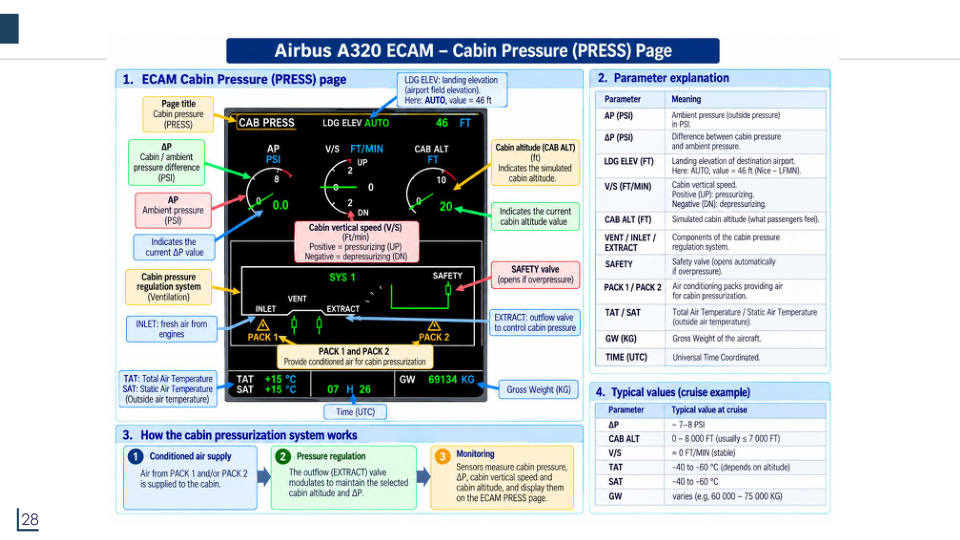 Airbus A320 ECAM – Cabin Pressure (PRESS) Page
1. ECAM Cabin Pressure (PRESS) page
LDG ELEV: landing elevation
(airport field elevation).
Here: AUTO, value = 46 ft
Page title
Cabin pressure
(PRESS)
ΔP
Cabin / ambient
pressure difference
(PSI)
AP
Ambient pressure
(PSI)
Indicates the
current ΔP value
Cabin pressure
regulation system
(Ventilation)
INLET: fresh air from
engines
TAT: Total Air Temperature
SAT: Static Air Temperature
(Outside air temperature)
CAB PRESS
LDG ELEV AUTO
46 FT
AP
PSI
8
0
0.0
V/S FT/MIN
UP
2
0
0
2
DN
CAB ALT
FT
10
0
20
Cabin vertical speed (V/S)
(Ft/min)
Positive = pressurizing (UP)
Negative = depressurizing (DN)
SYS 1
SAFETY
VENT
INLET
EXTRACT
PACK 1
PACK 2
PACK 1 and PACK 2
Provide conditioned air for cabin pressurization
TAT +15 °C
SAT +15 °C
07 H 26
GW 69134 KG
Time (UTC)
Cabin altitude (CAB ALT)
(ft)
Indicates the simulated
cabin altitude.
Indicates the current
cabin altitude value
SAFETY valve
(opens if overpressure)
EXTRACT: outflow valve
to control cabin pressure
Gross Weight (KG)
2. Parameter explanation
Parameter Meaning
AP (PSI) Ambient pressure (outside pressure)
in PSI.
ΔP (PSI) Difference between cabin pressure
and ambient pressure.
LDG ELEV (FT) Landing elevation of destination airport.
Here: AUTO, value = 46 ft (Nice – LFMN).
V/S (FT/MIN) Cabin vertical speed.
Positive (UP): pressurizing.
Negative (DN): depressurizing.
CAB ALT (FT) Simulated cabin altitude (what passengers feel).
VENT / INLET / EXTRACT Components of the cabin pressure
regulation system.
SAFETY Safety valve (opens automatically
if overpressure).
PACK 1 / PACK 2 Air conditioning packs providing air
for cabin pressurization.
TAT / SAT Total Air Temperature / Static Air Temperature
(outside air temperature).
GW (KG) Gross Weight of the aircraft.
TIME (UTC) Universal Time Coordinated.
3. How the cabin pressurization system works
1 Conditioned air supply
Air from PACK 1 and/or PACK 2
is supplied to the cabin.
2 Pressure regulation
The outflow (EXTRACT) valve
modulates to maintain the selected
cabin altitude and ΔP.
3 Monitoring
Sensors measure cabin pressure,
ΔP, cabin vertical speed and
cabin altitude, and display them
on the ECAM PRESS page.
4. Typical values (cruise example)
Parameter Typical value at cruise
ΔP ~ 7–8 PSI
CAB ALT 0 – 8 000 FT (usually ≤ 7 000 FT)
V/S ≈ 0 FT/MIN (stable)
TAT –40 to –60 °C (depends on altitude)
SAT –40 to –60 °C
GW varies (e.g, 60 000 – 75 000 KG)
28